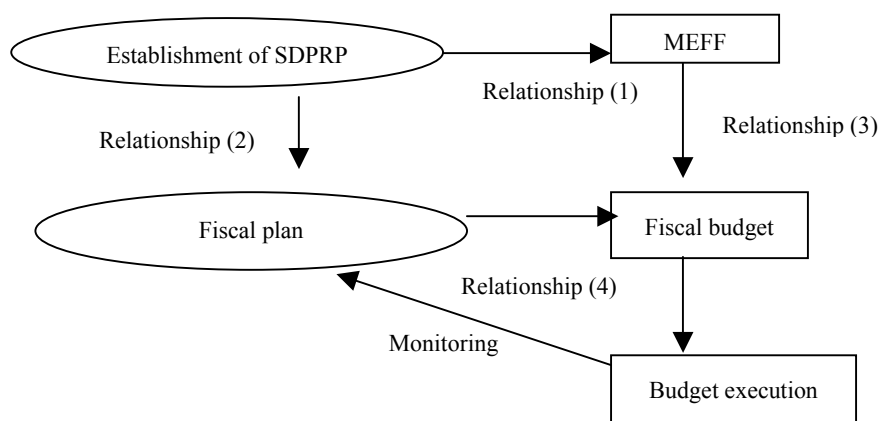 Establishment of SDPRP
MEFF
Relationship (1)
Relationship (2)
Relationship (3)
Fiscal plan
Fiscal budget
Relationship (4)
Monitoring
Budget execution